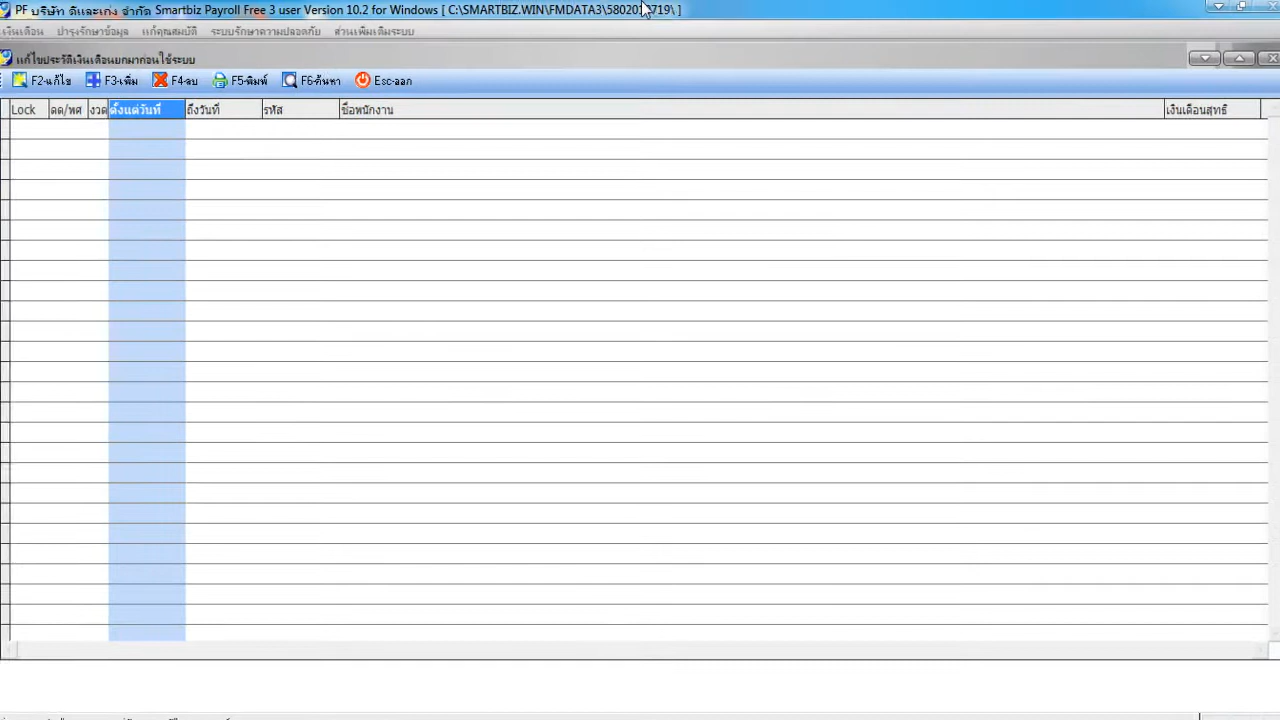 PF บริษัท ดีและเก่ง จำกัด Smartbiz Payroll Free 3 user Version 10.2 for Windows [ C:\SMARTBIZ.WIN\FMDATA3\58020 719\ ]
เงินเดือน บำรุงรักษาข้อมูล แก้คุณสมบัติ ระบบรักษาความปลอดภัย ส่วนเพิ่มเติมระบบ
แก้ไขประวัติเงินเดือนยกมาก่อนใช้ระบบ
F2-แก้ไข F3-เพิ่ม F4-ลบ F5-พิมพ์ F6-ค้นหา Esc-ออก
Lock ดด/พศ งวด ตั้งแต่วันที่ ถึงวันที่ รหัส ชื่อพนักงาน เงินเดือนสุทธิ